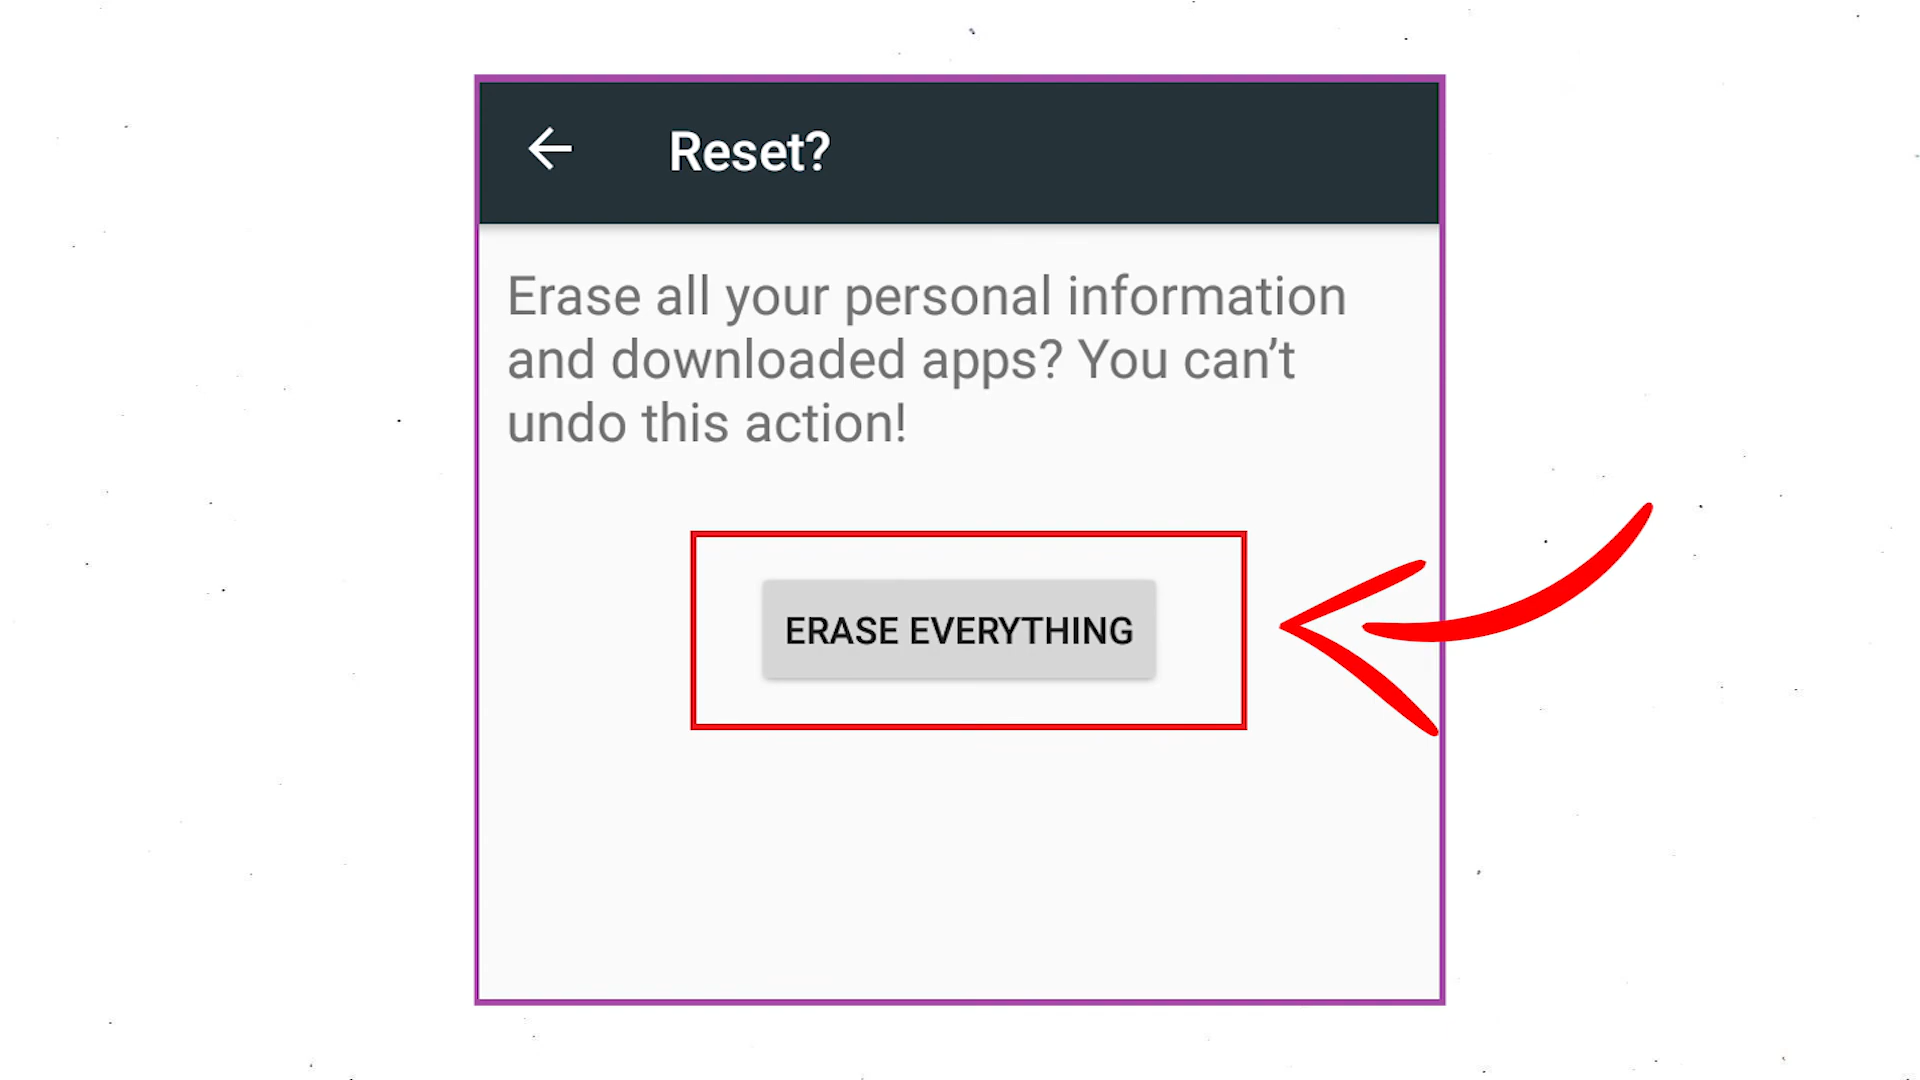 Reset?
Erase all your personal information
and downloaded apps? You can’t
undo this action!
ERASE EVERYTHING